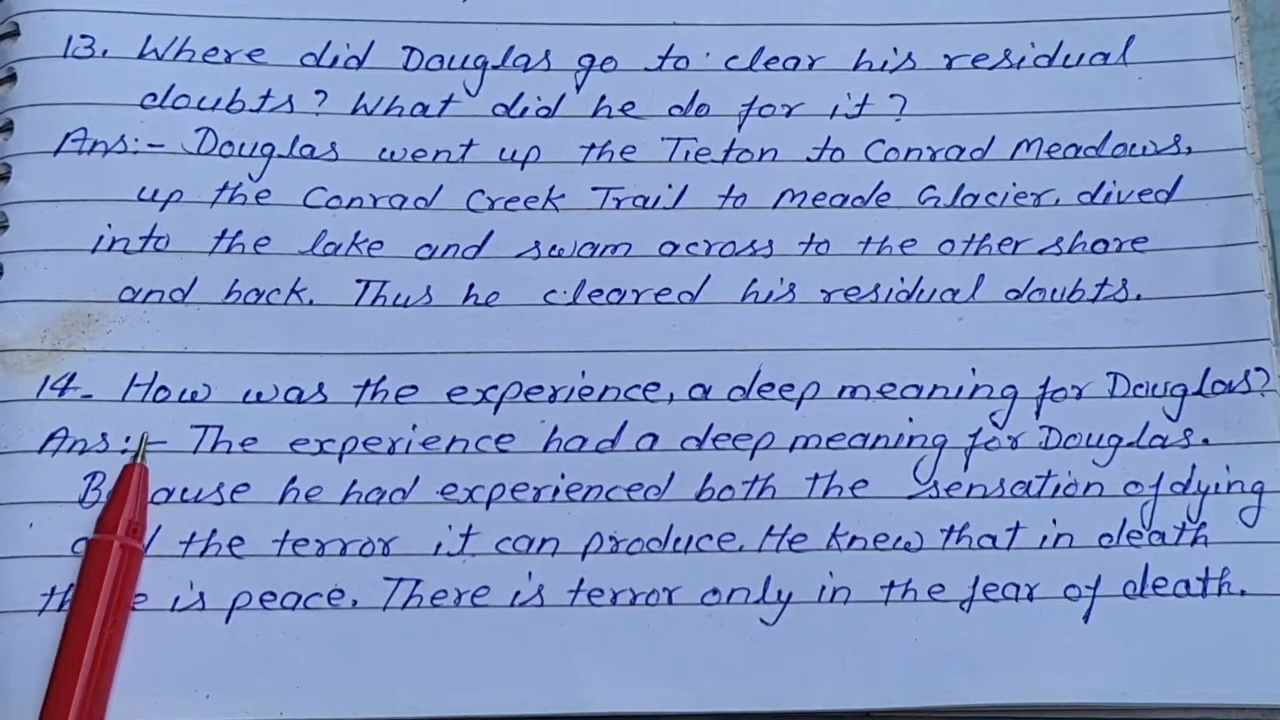 13. Where did Douglas go to clear his residual
doubts? What did he do for it?
Ans:- Douglas went up the Tieton to Conrad Meadows,
up the Conrad Creek Trail to Meade Glacier, dived
into the lake and swam across to the other shore
and back. Thus he cleared his residual doubts.
14. How was the experience, a deep meaning for Douglas?
Ans:- The experience had a deep meaning for Douglas.
Because he had experienced both the sensation of dying
the terror it can produce. He knew that in death
is peace. There is terror only in the fear of death.